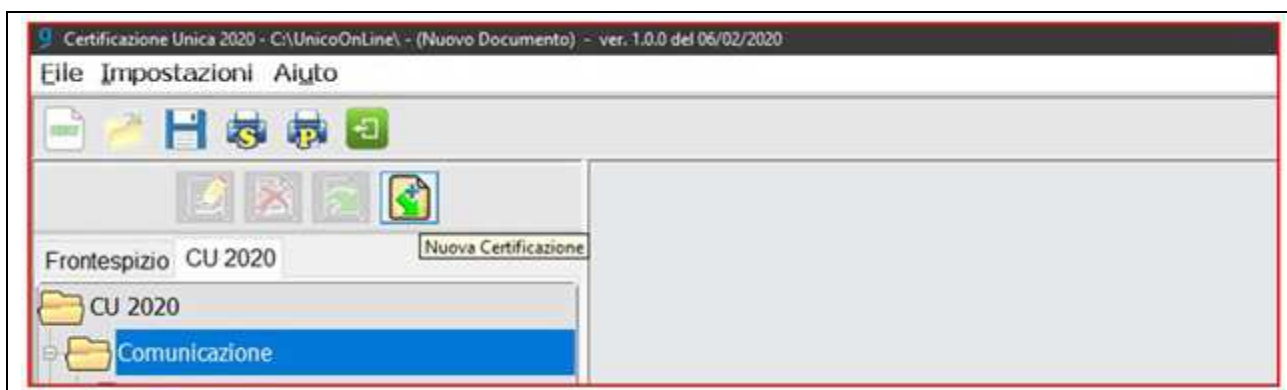 Certificazione Unica 2020 - C:\UnicoOnLine\ - (Nuovo Documento) - ver. 1.0.0 del 06/02/2020
File Impostazioni Aiuto
S P
Nuova Certificazione
Frontespizio CU 2020
CU 2020
Comunicazione